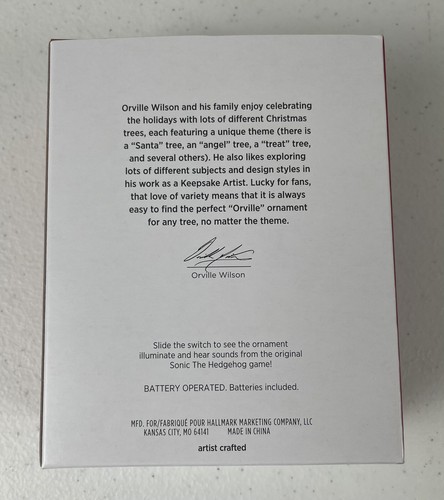 Orville Wilson and his family enjoy celebrating
the holidays with lots of different Christmas
trees, each featuring a unique theme (there is
a “Santa” tree, an “angel” tree, a “treat” tree,
and several others). He also likes exploring
lots of different subjects and design styles in
his work as a Keepsake Artist. Lucky for fans,
that love of variety means that it is always
easy to find the perfect “Orville” ornament
for any tree, no matter the theme.
Orville Wilson
Orville Wilson
Slide the switch to see the ornament
illuminate and hear sounds from the original
Sonic The Hedgehog game!
BATTERY OPERATED. Batteries included.
MFD. FOR/FABRIQUÉ POUR HALLMARK MARKETING COMPANY, LLC
KANSAS CITY, MO 64141 MADE IN CHINA
artist crafted